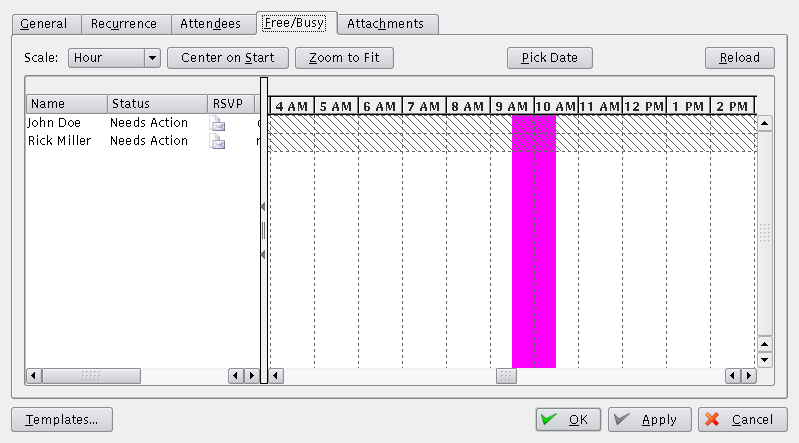 General Recurrence Attendees Free/Busy Attachments
Scale: Hour Center on Start Zoom to Fit Pick Date Reload
Name Status RSVP 4 AM 5 AM 6 AM 7 AM 8 AM 9 AM 10 AM 11 AM 12 PM 1 PM 2 PM
John Doe Needs Action
Rick Miller Needs Action
Templates... OK Apply Cancel